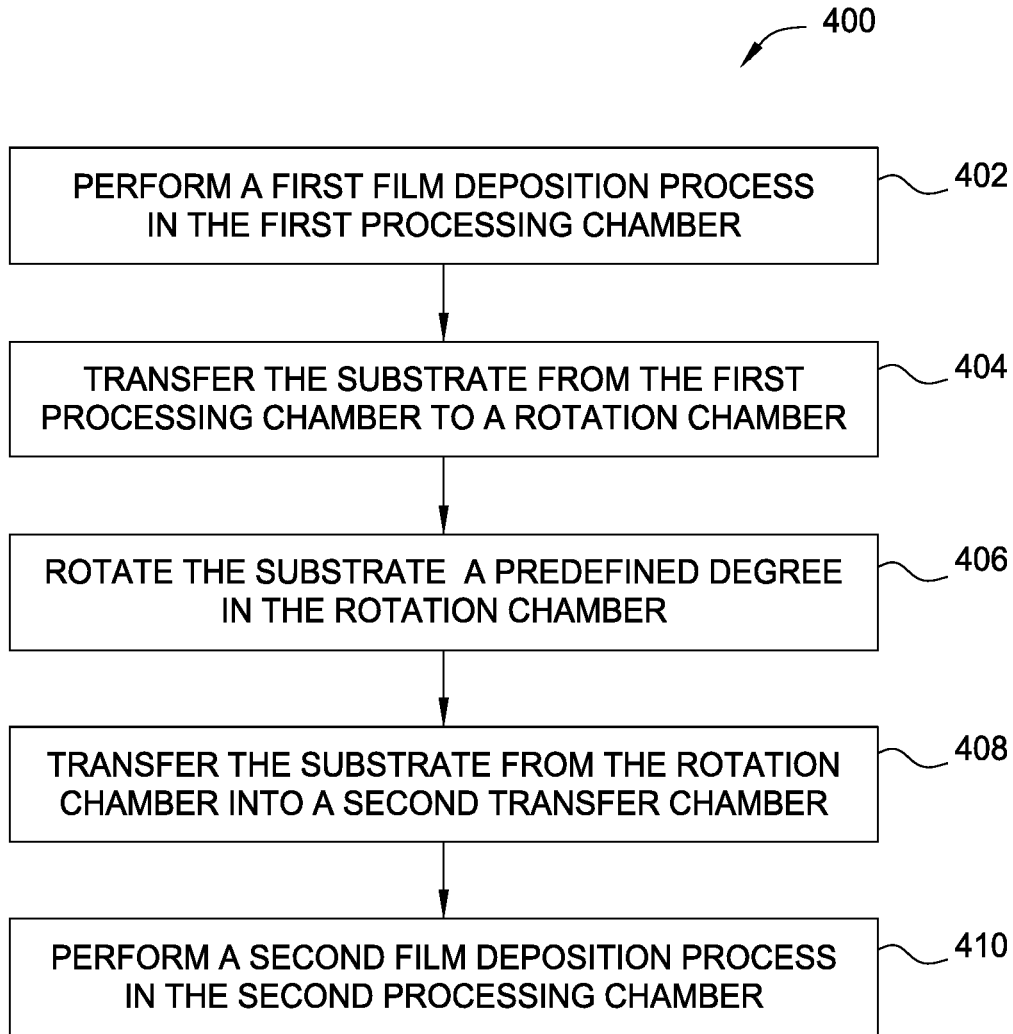 400
PERFORM A FIRST FILM DEPOSITION PROCESS
IN THE FIRST PROCESSING CHAMBER
402
TRANSFER THE SUBSTRATE FROM THE FIRST
PROCESSING CHAMBER TO A ROTATION CHAMBER
404
ROTATE THE SUBSTRATE A PREDEFINED DEGREE
IN THE ROTATION CHAMBER
406
TRANSFER THE SUBSTRATE FROM THE ROTATION
CHAMBER INTO A SECOND TRANSFER CHAMBER
408
PERFORM A SECOND FILM DEPOSITION PROCESS
IN THE SECOND PROCESSING CHAMBER
410